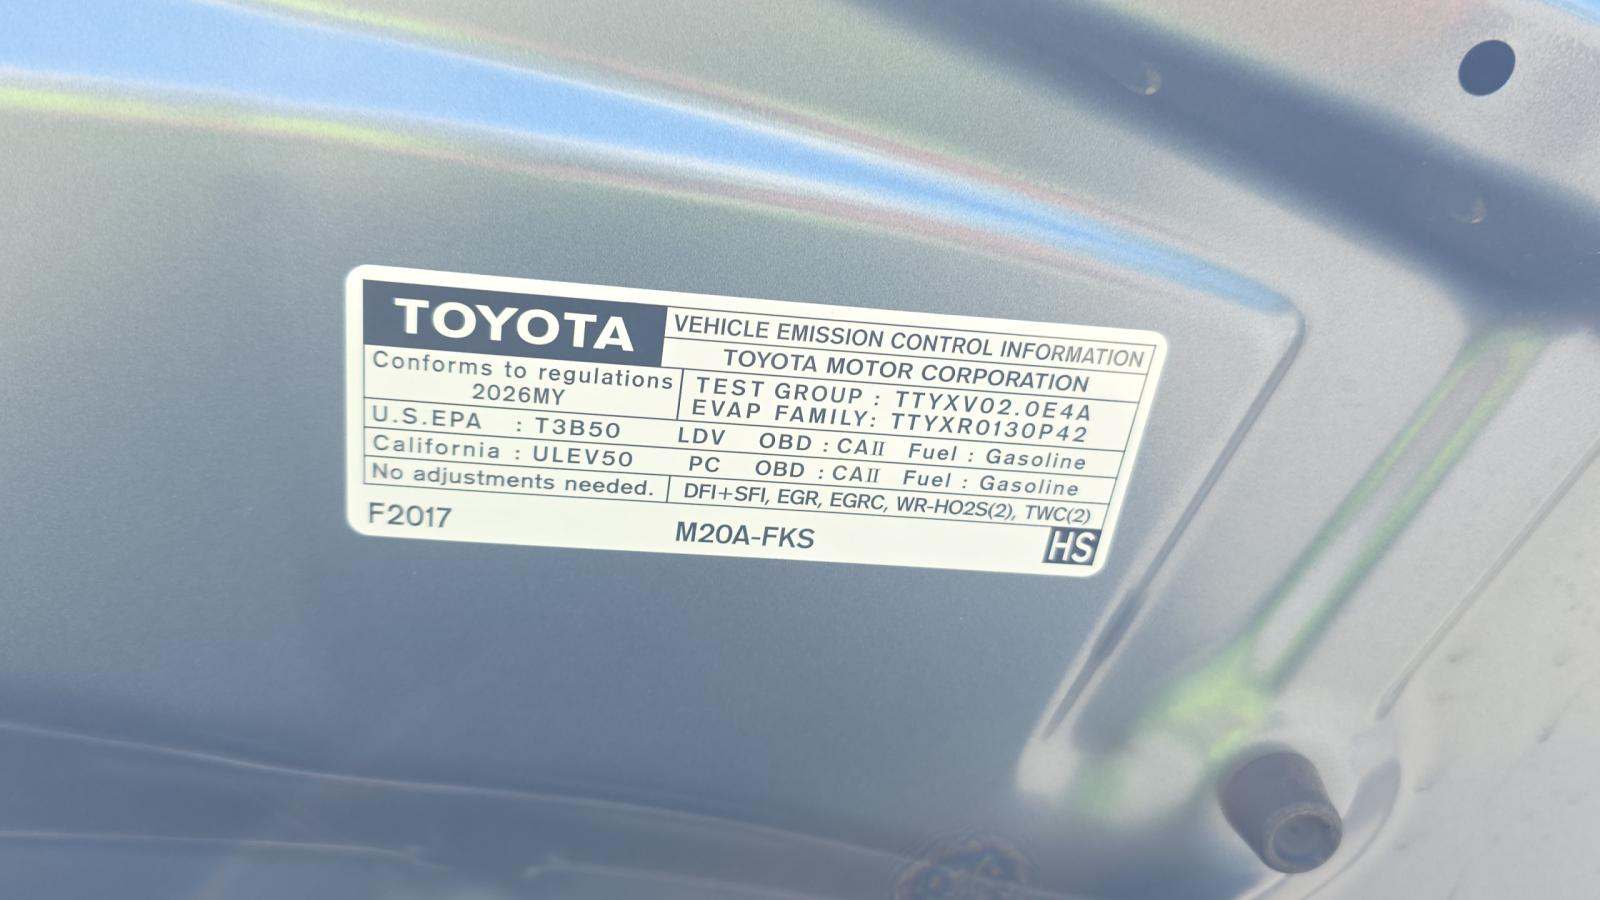 TOYOTA
VEHICLE EMISSION CONTROL INFORMATION
TOYOTA MOTOR CORPORATION
Conforms to regulations
2026MY
TEST GROUP : TTYXV02.0E4A
EVAP FAMILY: TTYXR0130P42
U.S.EPA : T3B50 LDV OBD : CAII Fuel : Gasoline
California : ULEV50 PC OBD : CAII Fuel : Gasoline
No adjustments needed. DFI+SFI, EGR, EGRC, WR-HO2S(2), TWC(2)
F2017 M20A-FKS HS